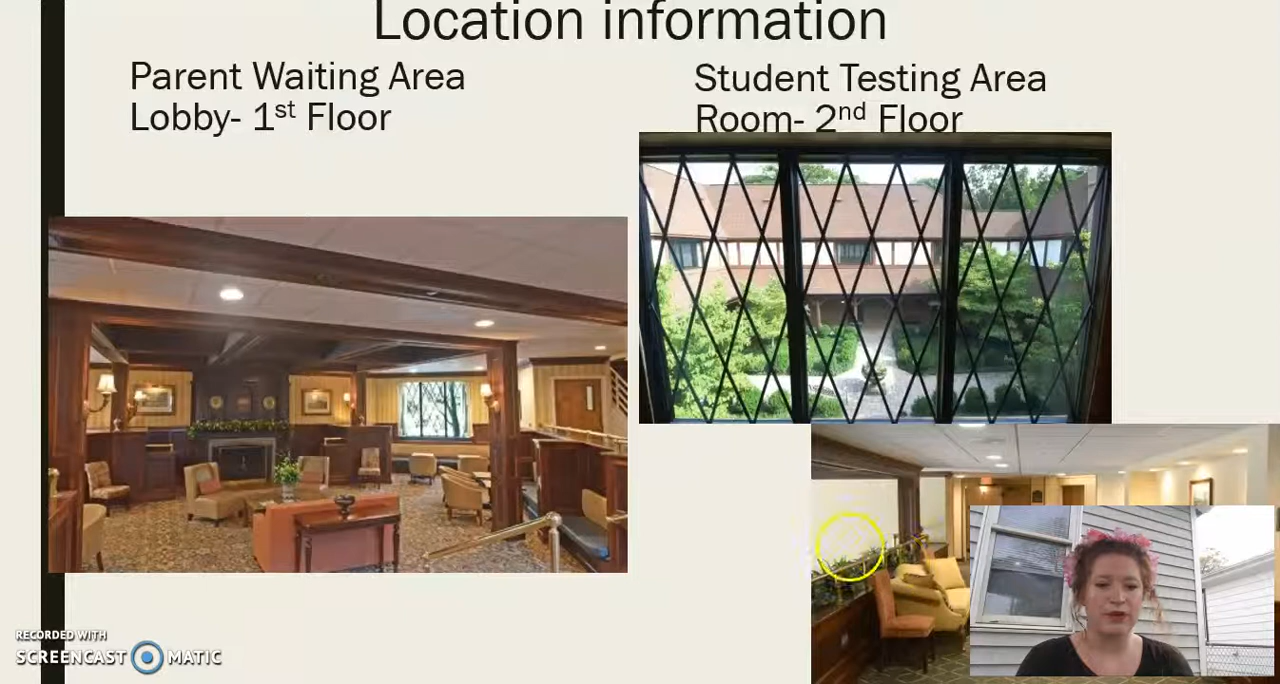 Location information
Parent Waiting Area
Lobby- 1st Floor
Student Testing Area
Room- 2nd Floor
RECORDED WITH
SCREENCAST MATIC